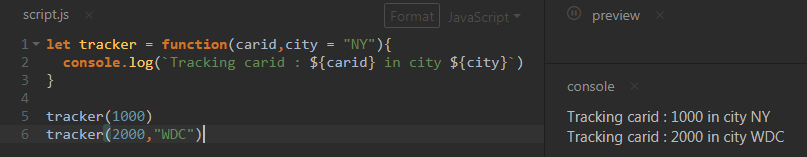 script.js ×
Format JavaScript
1 let tracker = function(carid,city = "NY"){
2 console.log(`Tracking carid : ${carid} in city ${city}`)
3 }
4
5 tracker(1000)
6 tracker(2000,"WDC")
preview ×
console ×
Tracking carid : 1000 in city NY
Tracking carid : 2000 in city WDC